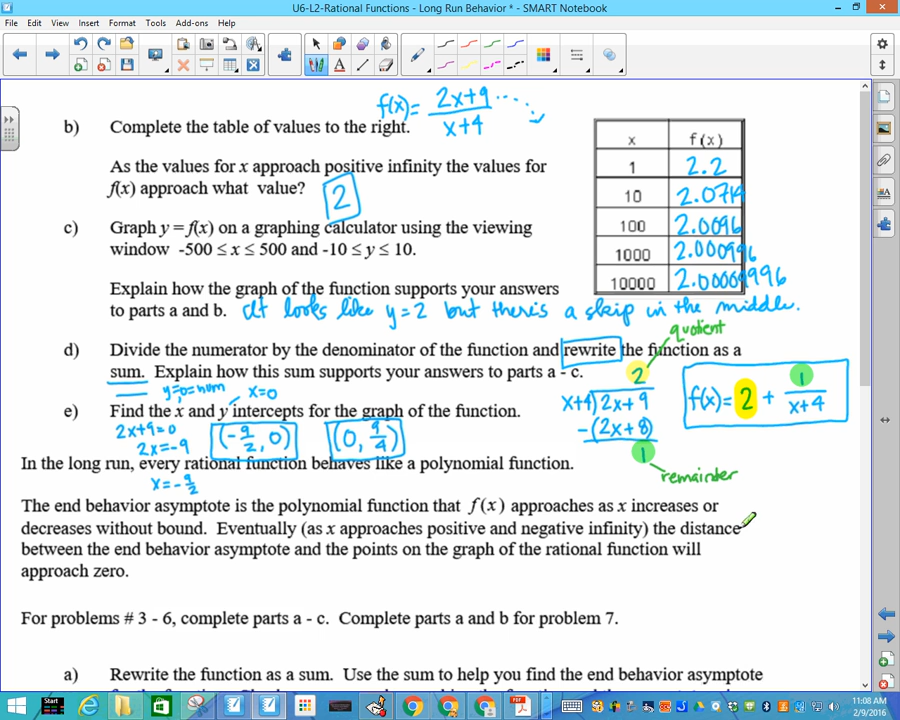 U6-L2-Rational Functions - Long Run Behavior * - SMART Notebook
File Edit View Insert Format Tools Add-ons Help
f(x)= 2x+9 / x+4
b) Complete the table of values to the right.
As the values for x approach positive infinity the values for
f(x) approach what value? 2
x f(x)
1 2.2
10 2.0714
100 2.0096
1000 2.000996
10000 2.00009996
c) Graph y = f(x) on a graphing calculator using the viewing
window -500 ≤ x ≤ 500 and -10 ≤ y ≤ 10.
Explain how the graph of the function supports your answers
to parts a and b. It looks like y=2 but there's a skip in the middle.
quotient
d) Divide the numerator by the denominator of the function and rewrite the function as a
sum. Explain how this sum supports your answers to parts a - c.
2
x+4)2x+9
-(2x+8)
1
remainder
f(x)= 2 + 1 / x+4
y=0=num x=0
e) Find the x and y intercepts for the graph of the function.
2x+9=0
2x=-9
x=-9/2
(-9/2, 0) (0, 9/4)
In the long run, every rational function behaves like a polynomial function.
The end behavior asymptote is the polynomial function that f(x) approaches as x increases or
decreases without bound. Eventually (as x approaches positive and negative infinity) the distance
between the end behavior asymptote and the points on the graph of the rational function will
approach zero.
For problems # 3 - 6, complete parts a - c. Complete parts a and b for problem 7.
a) Rewrite the function as a sum. Use the sum to help you find the end behavior asymptote
Start
11:08 AM
2/9/2016